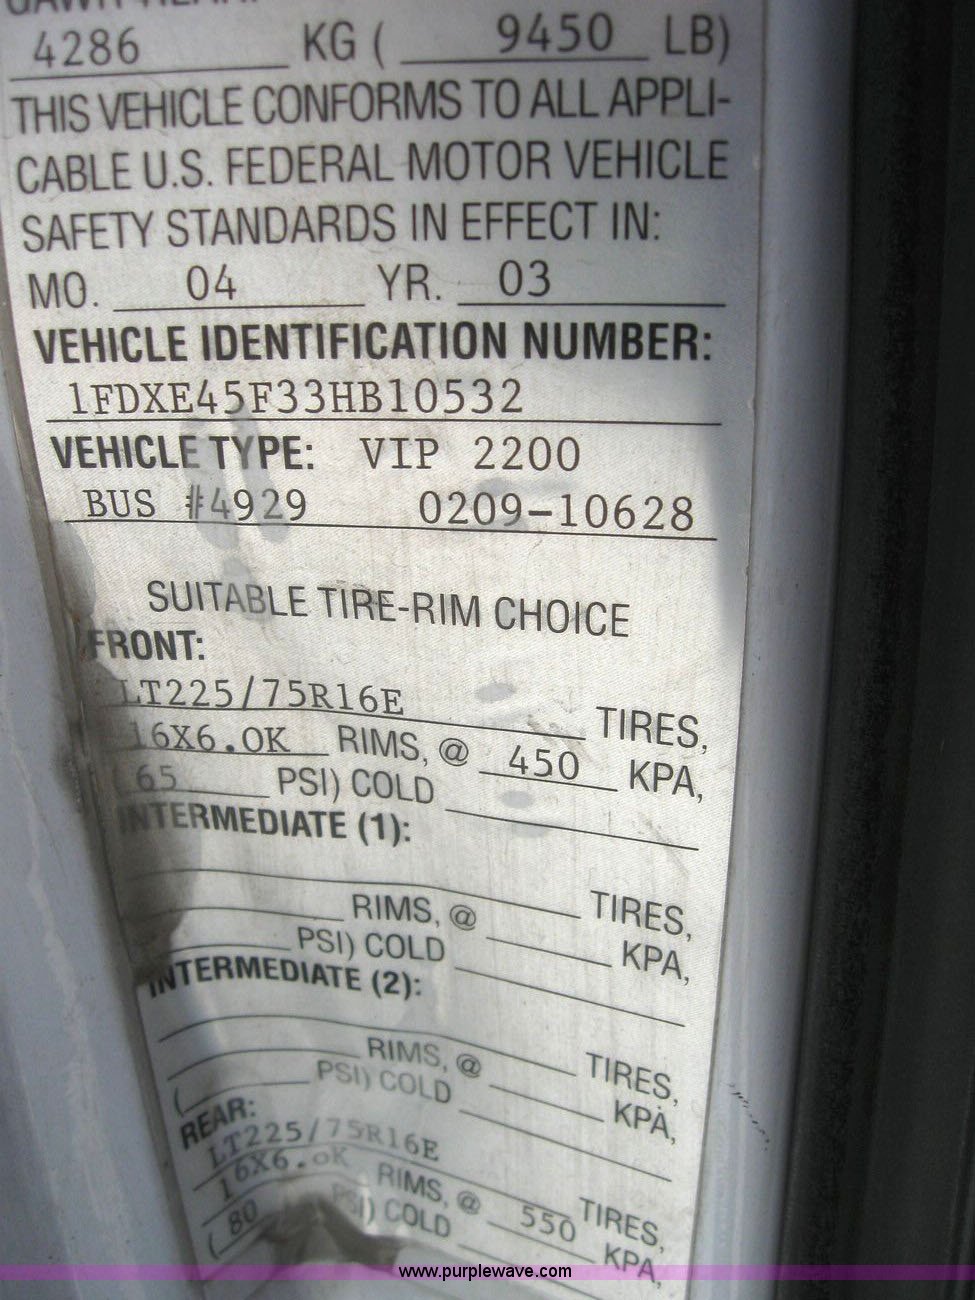 4286 KG ( 9450 LB)
THIS VEHICLE CONFORMS TO ALL APPLI-
CABLE U.S. FEDERAL MOTOR VEHICLE
SAFETY STANDARDS IN EFFECT IN:
MO. 04 YR. 03
VEHICLE IDENTIFICATION NUMBER:
1FDXE45F33HB10532
VEHICLE TYPE: VIP 2200
BUS #4929 0209-10628
SUITABLE TIRE-RIM CHOICE
FRONT:
LT225/75R16E TIRES,
16X6.0K RIMS, @ 450 KPA,
65 PSI) COLD
INTERMEDIATE (1):
TIRES,
RIMS, @ KPA,
PSI) COLD
INTERMEDIATE (2):
TIRES,
RIMS, @ KPA,
( PSI) COLD
REAR:
LT225/75R16E TIRES,
16X6.0K RIMS, @ 550 KPA,
( 80 PSI) COLD
www.purplewave.com